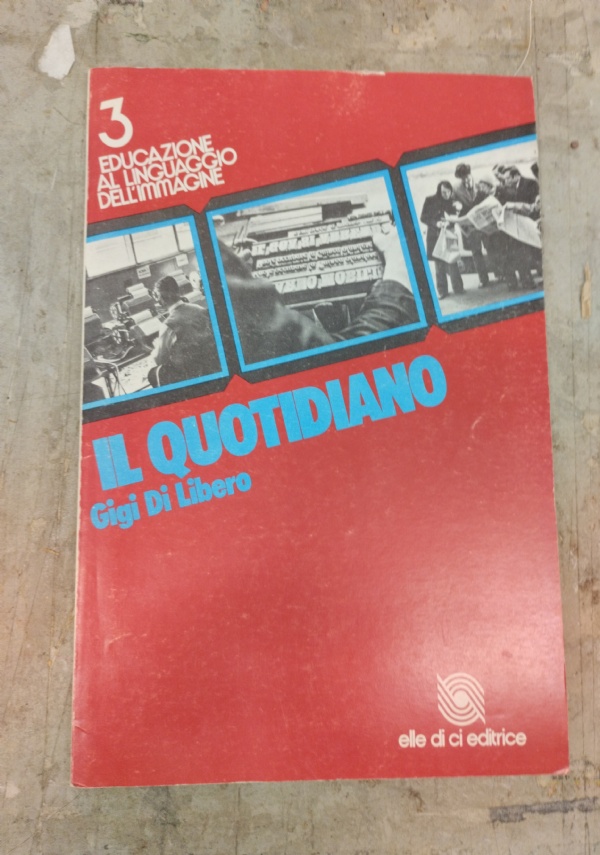 3
EDUCAZIONE
AL LINGUAGGIO
DELL'IMMAGINE
IL QUOTIDIANO
Gigi Di Libero
elle di ci editrice